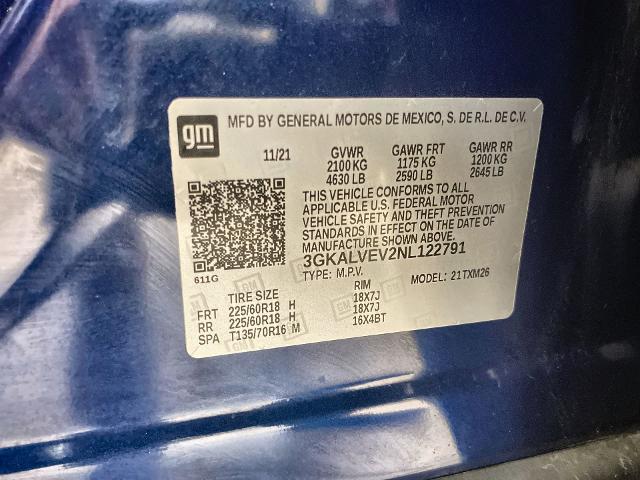 gm MFD BY GENERAL MOTORS DE MEXICO, S. DE R.L. DE C.V.
11/21 GVWR GAWR FRT GAWR RR
2100 KG 1175 KG 1200 KG
4630 LB 2590 LB 2645 LB
THIS VEHICLE CONFORMS TO ALL
APPLICABLE U.S. FEDERAL MOTOR
VEHICLE SAFETY AND THEFT PREVENTION
STANDARDS IN EFFECT ON THE DATE OF
MANUFACTURE SHOWN ABOVE.
3GKALVEV2NL122791
611G TYPE: M.P.V. MODEL: 21TXM26
TIRE SIZE RIM
FRT 225/60R18 H 18X7J
RR 225/60R18 H 18X7J
SPA T135/70R16 M 16X4BT